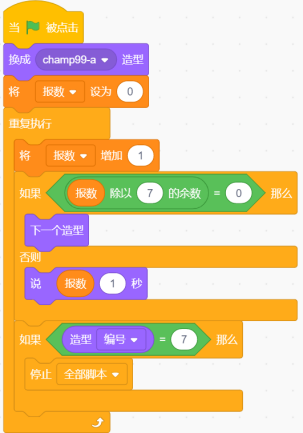 当 被点击
换成 champ99-a 造型
将 报数 设为 0
重复执行
将 报数 增加 1
如果 报数 除以 7 的余数 = 0 那么
下一个造型
否则
说 报数 1 秒
如果 造型 编号 = 7 那么
停止 全部脚本